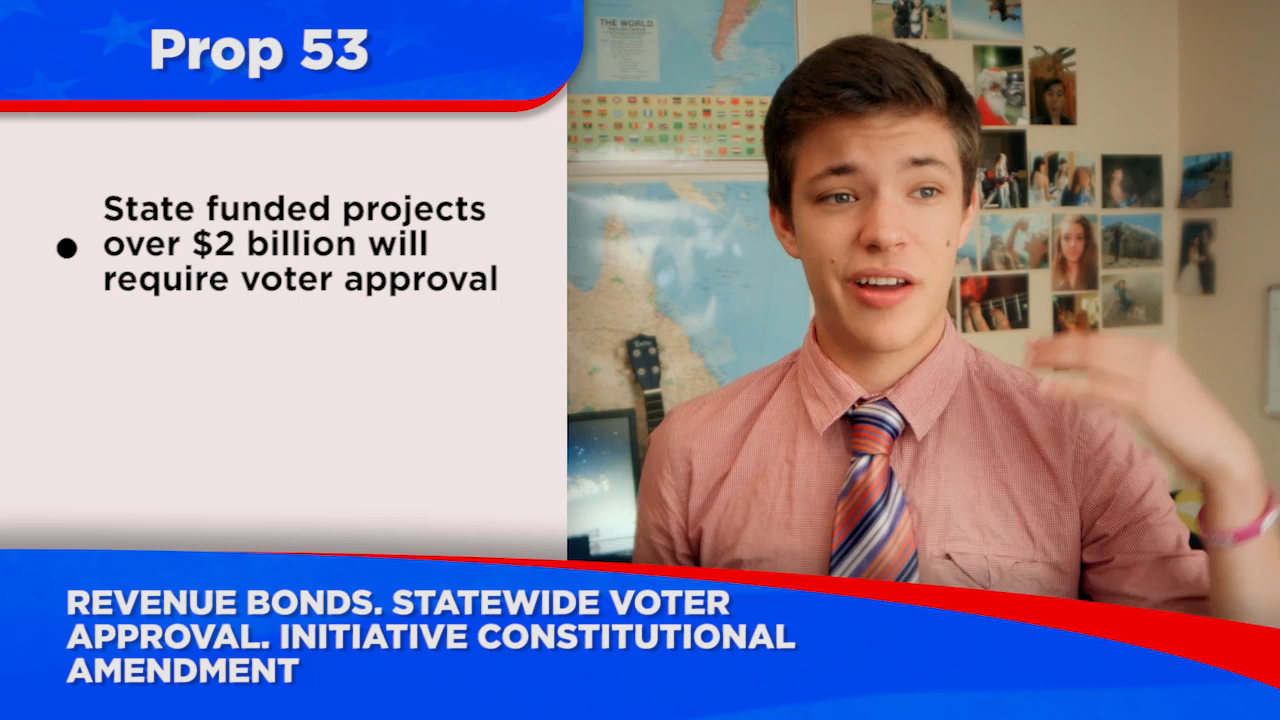 Prop 53
THE WORLD
State funded projects
over $2 billion will
require voter approval
REVENUE BONDS. STATEWIDE VOTER
APPROVAL. INITIATIVE CONSTITUTIONAL
AMENDMENT